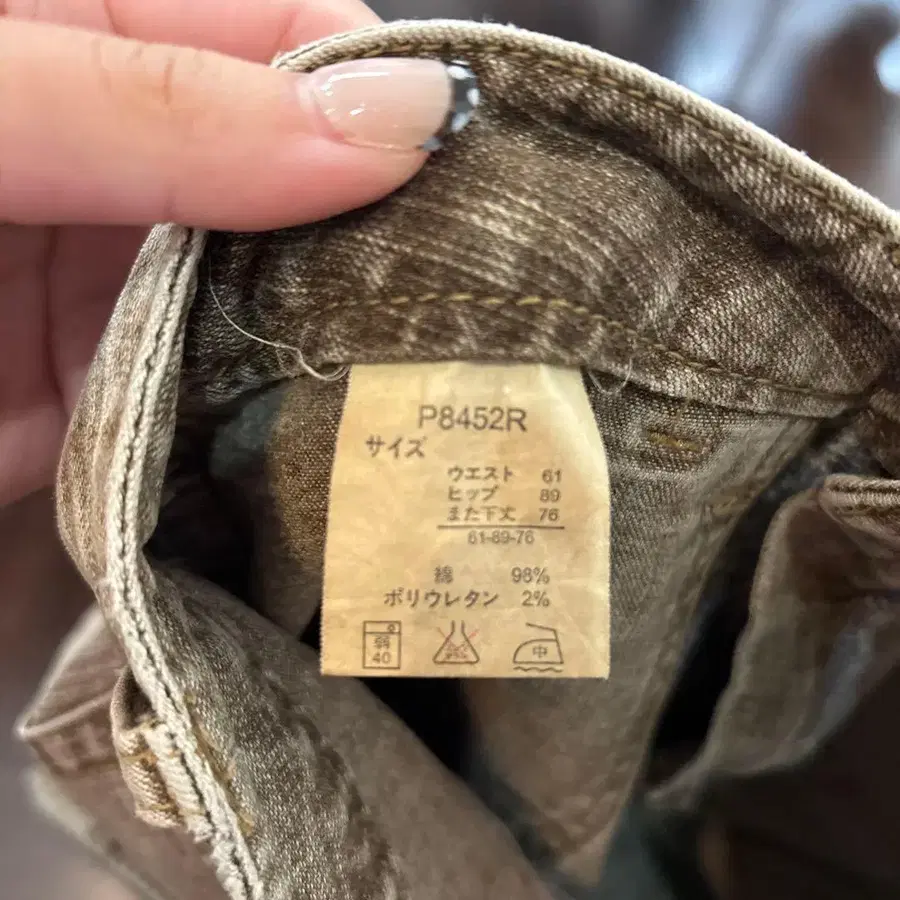 P8452R
サイズ
ウエスト 61
ヒップ 89
また下丈 76
61-89-76
綿 98%
ポリウレタン 2%
弱 40 中